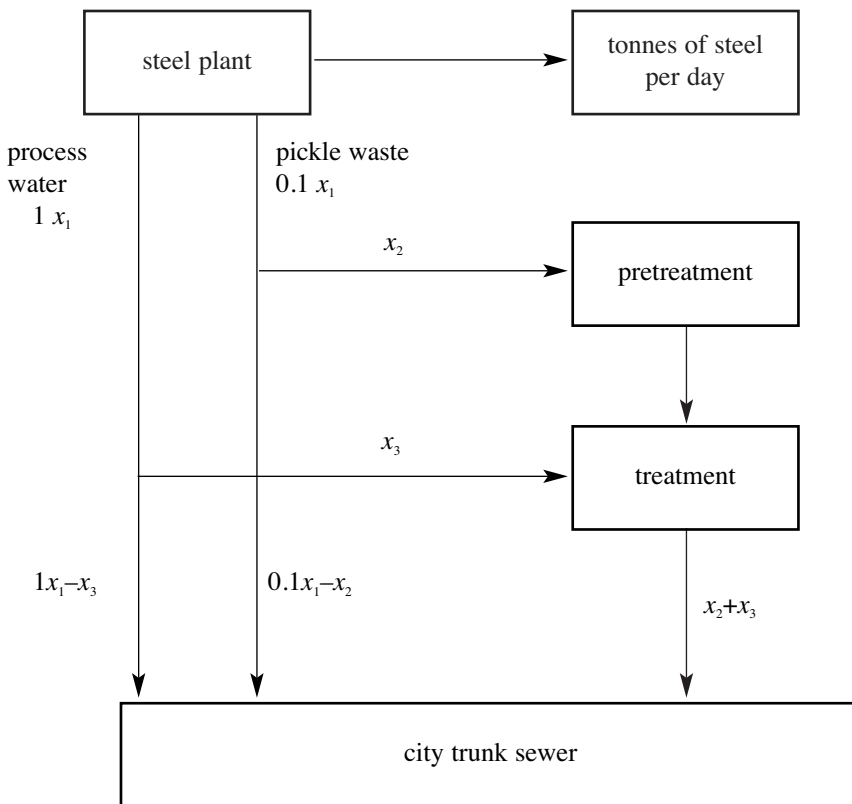 steel plant
tonnes of steel
per day
process
water
1 x₁
pickle waste
0.1 x₁
x₂
pretreatment
x₃
treatment
1x₁–x₃
0.1x₁–x₂
x₂+x₃
city trunk sewer